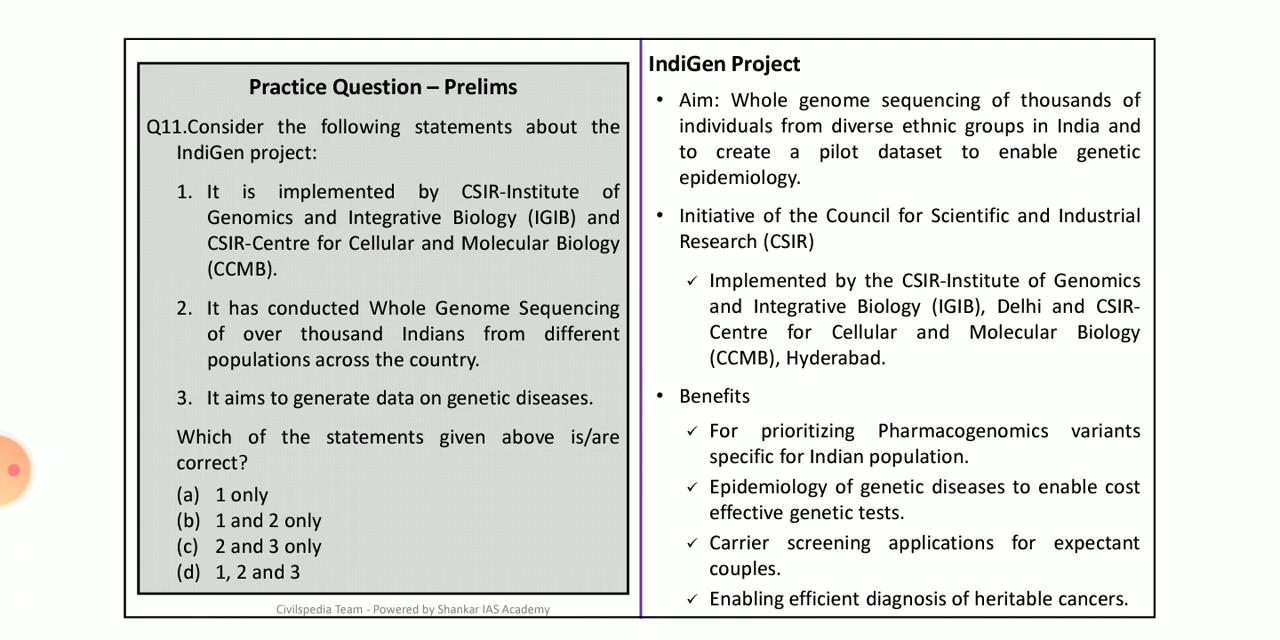 Practice Question – Prelims
Q11.Consider the following statements about the
IndiGen project:
1. It is implemented by CSIR-Institute of
Genomics and Integrative Biology (IGIB) and
CSIR-Centre for Cellular and Molecular Biology
(CCMB).
2. It has conducted Whole Genome Sequencing
of over thousand Indians from different
populations across the country.
3. It aims to generate data on genetic diseases.
Which of the statements given above is/are
correct?
(a) 1 only
(b) 1 and 2 only
(c) 2 and 3 only
(d) 1, 2 and 3
Civilspedia Team - Powered by Shankar IAS Academy
IndiGen Project
• Aim: Whole genome sequencing of thousands of
individuals from diverse ethnic groups in India and
to create a pilot dataset to enable genetic
epidemiology.
• Initiative of the Council for Scientific and Industrial
Research (CSIR)
✓ Implemented by the CSIR-Institute of Genomics
and Integrative Biology (IGIB), Delhi and CSIR-
Centre for Cellular and Molecular Biology
(CCMB), Hyderabad.
• Benefits
✓ For prioritizing Pharmacogenomics variants
specific for Indian population.
✓ Epidemiology of genetic diseases to enable cost
effective genetic tests.
✓ Carrier screening applications for expectant
couples.
✓ Enabling efficient diagnosis of heritable cancers.